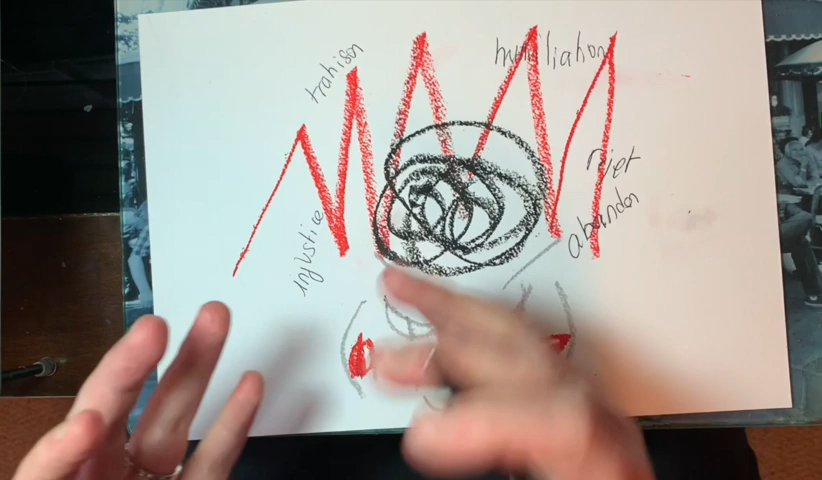 trahison
humiliation
injustice
rejet
abandon